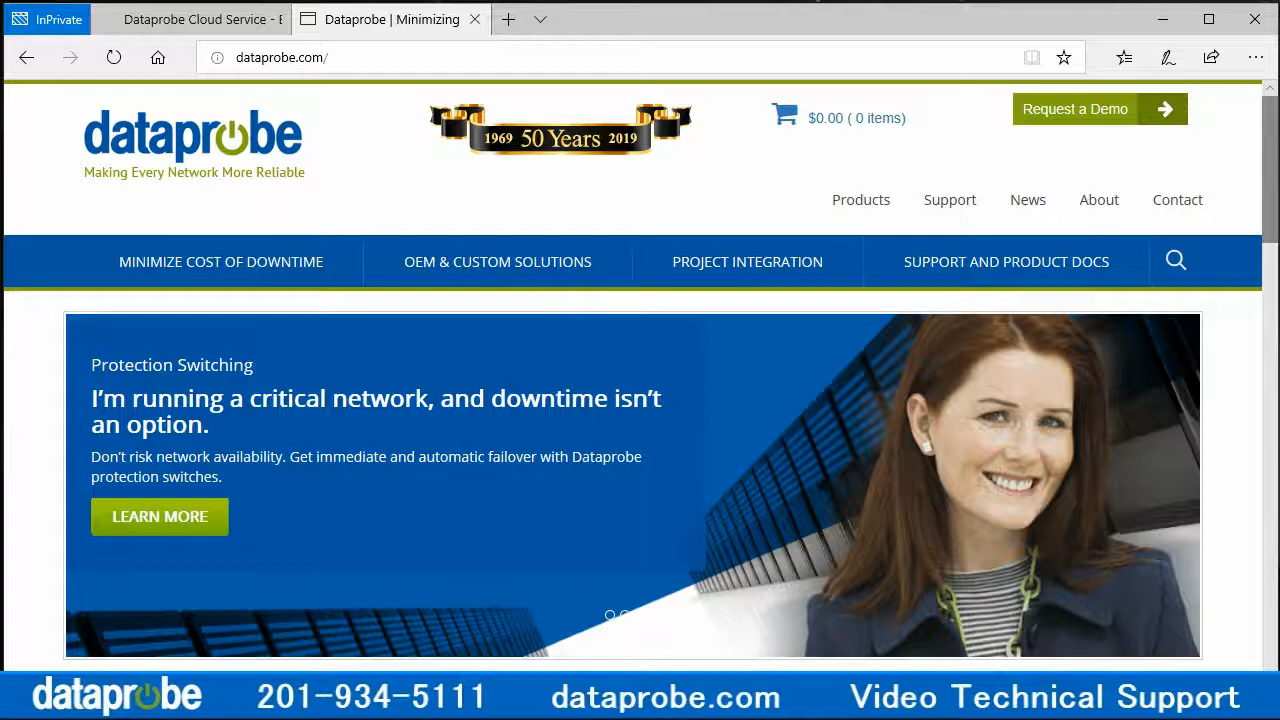 InPrivate
Dataprobe Cloud Service - E
Dataprobe | Minimizing
dataprobe.com/
dataprobe
Making Every Network More Reliable
1969 50 Years 2019
$0.00 ( 0 items)
Request a Demo
Products Support News About Contact
MINIMIZE COST OF DOWNTIME
OEM & CUSTOM SOLUTIONS
PROJECT INTEGRATION
SUPPORT AND PRODUCT DOCS
Protection Switching
I'm running a critical network, and downtime isn't
an option.
Don't risk network availability. Get immediate and automatic failover with Dataprobe
protection switches.
LEARN MORE
dataprobe 201-934-5111 dataprobe.com Video Technical Support